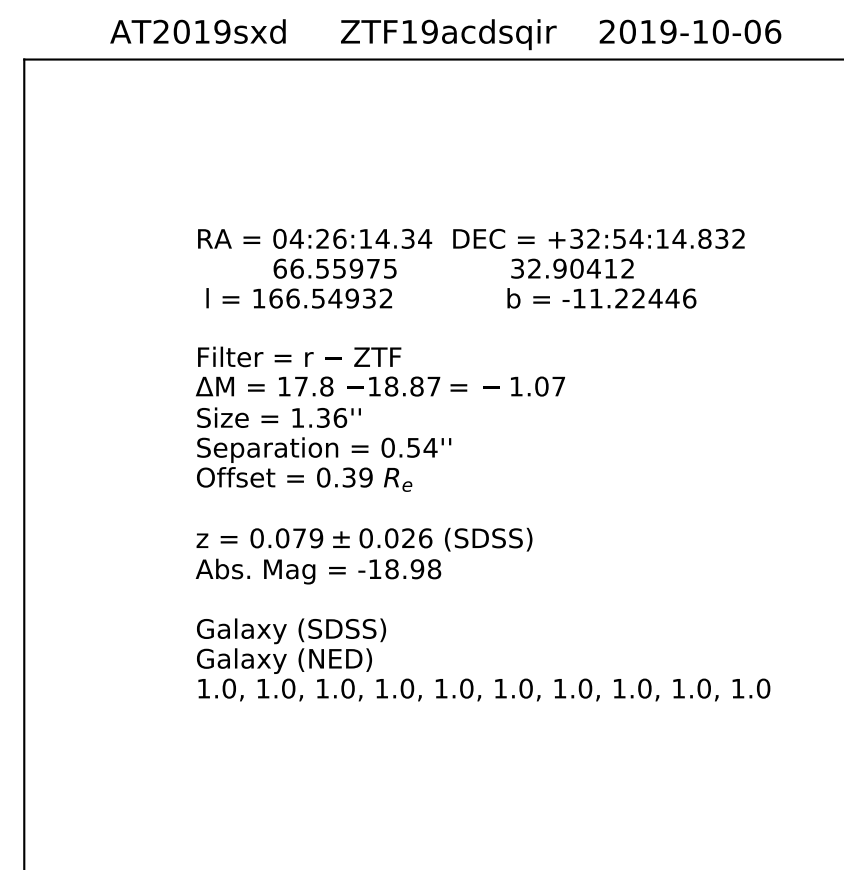 AT2019sxd ZTF19acdsqir 2019-10-06
RA = 04:26:14.34 DEC = +32:54:14.832
66.55975 32.90412
l = 166.54932 b = -11.22446
Filter = r − ZTF
ΔM = 17.8 −18.87 = − 1.07
Size = 1.36''
Separation = 0.54''
Offset = 0.39 Rₑ
z = 0.079 ± 0.026 (SDSS)
Abs. Mag = -18.98
Galaxy (SDSS)
Galaxy (NED)
1.0, 1.0, 1.0, 1.0, 1.0, 1.0, 1.0, 1.0, 1.0, 1.0